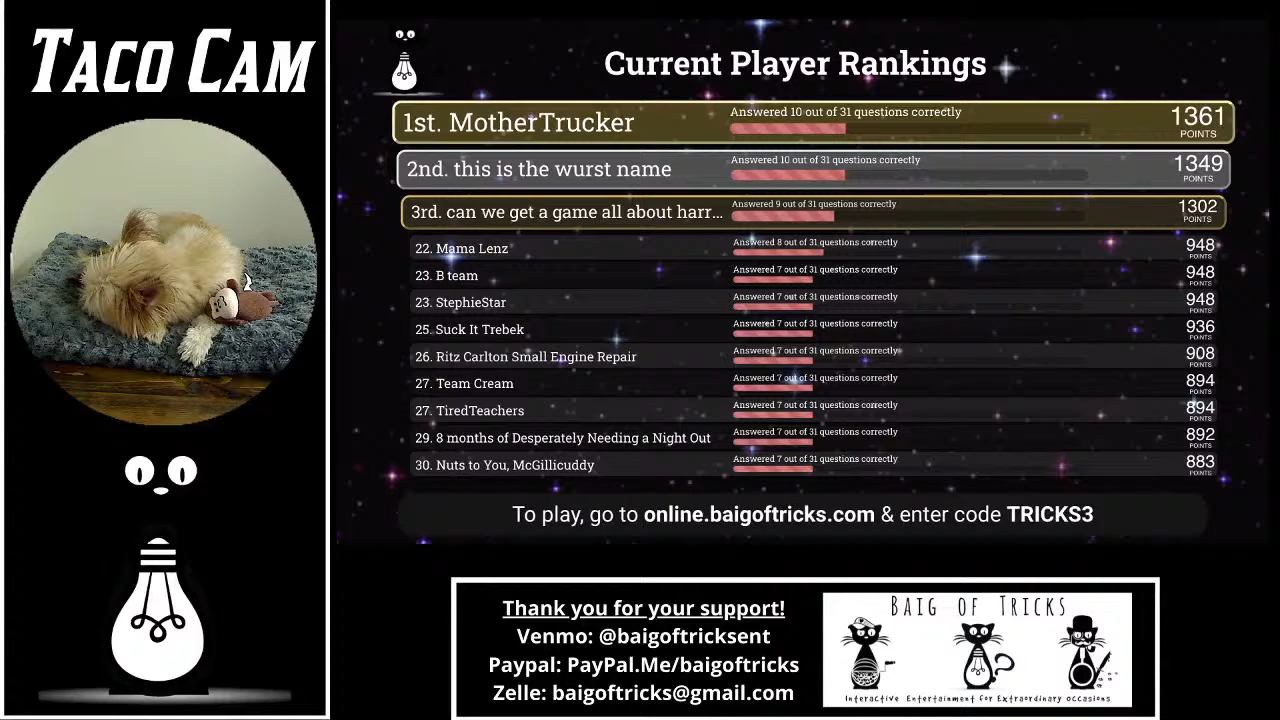 TACO CAM
Current Player Rankings
1st. MotherTrucker
Answered 10 out of 31 questions correctly
1361
POINTS
2nd. this is the wurst name
Answered 10 out of 31 questions correctly
1349
POINTS
3rd. can we get a game all about harr...
Answered 9 out of 31 questions correctly
1302
POINTS
22. Mama Lenz
Answered 8 out of 31 questions correctly
948
POINTS
23. B team
Answered 7 out of 31 questions correctly
948
POINTS
23. StephieStar
Answered 7 out of 31 questions correctly
948
POINTS
25. Suck It Trebek
Answered 7 out of 31 questions correctly
936
POINTS
26. Ritz Carlton Small Engine Repair
Answered 7 out of 31 questions correctly
908
POINTS
27. Team Cream
Answered 7 out of 31 questions correctly
894
POINTS
27. TiredTeachers
Answered 7 out of 31 questions correctly
894
POINTS
29. 8 months of Desperately Needing a Night Out
Answered 7 out of 31 questions correctly
892
POINTS
30. Nuts to You, McGillicuddy
Answered 7 out of 31 questions correctly
883
POINTS
To play, go to online.baigoftricks.com & enter code TRICKS3
Thank you for your support!
Venmo: @baigoftricksent
Paypal: PayPal.Me/baigoftricks
Zelle: baigoftricks@gmail.com
BAIG OF TRICKS
Interactive Entertainment for Extraordinary occasions